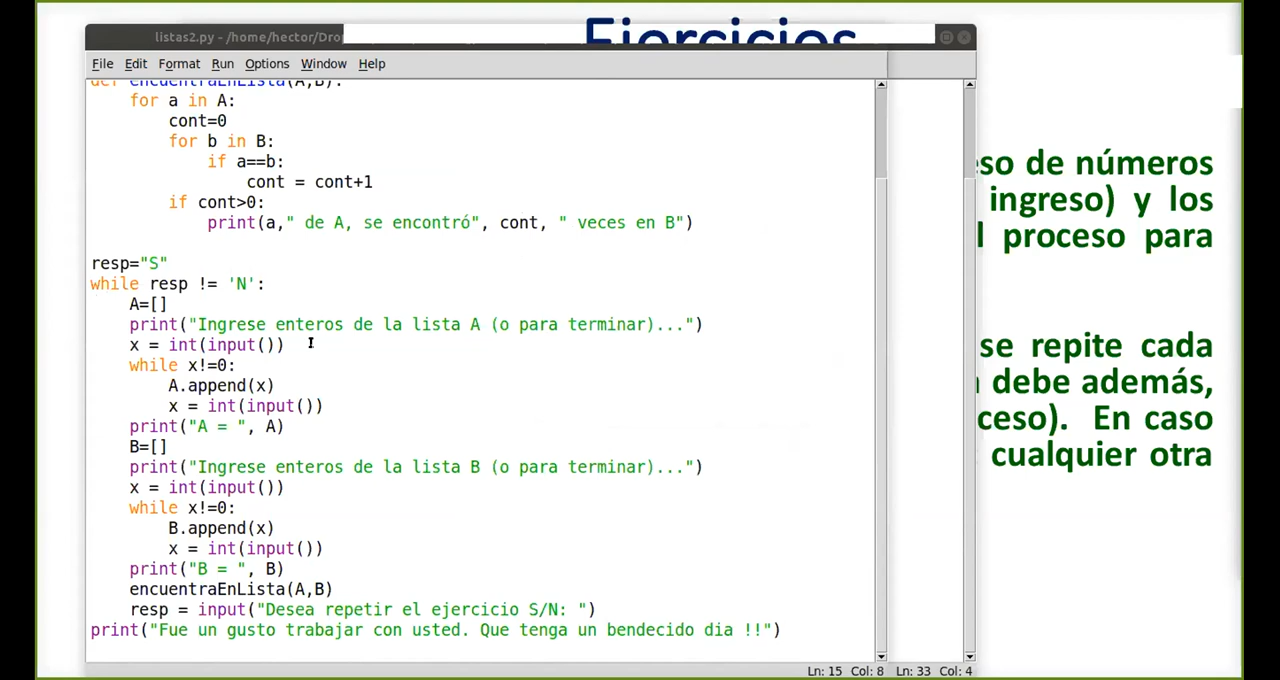 Ejercicios
listas2.py - /home/hector/Dro
File Edit Format Run Options Window Help
def encuentraEnLista(A,B):
for a in A:
cont=0
for b in B:
if a==b:
cont = cont+1
if cont>0:
print(a," de A, se encontró", cont, " veces en B")
resp="S"
while resp != 'N':
A=[]
print("Ingrese enteros de la lista A (o para terminar)...")
x = int(input())
while x!=0:
A.append(x)
x = int(input())
print("A = ", A)
B=[]
print("Ingrese enteros de la lista B (o para terminar)...")
x = int(input())
while x!=0:
B.append(x)
x = int(input())
print("B = ", B)
encuentraEnLista(A,B)
resp = input("Desea repetir el ejercicio S/N: ")
print("Fue un gusto trabajar con usted. Que tenga un bendecido dia !!")
Ln: 15 Col: 8
Ln: 33 Col: 4
de números
ingreso) y los
proceso para
se repite cada
debe además,
En caso
cualquier otra